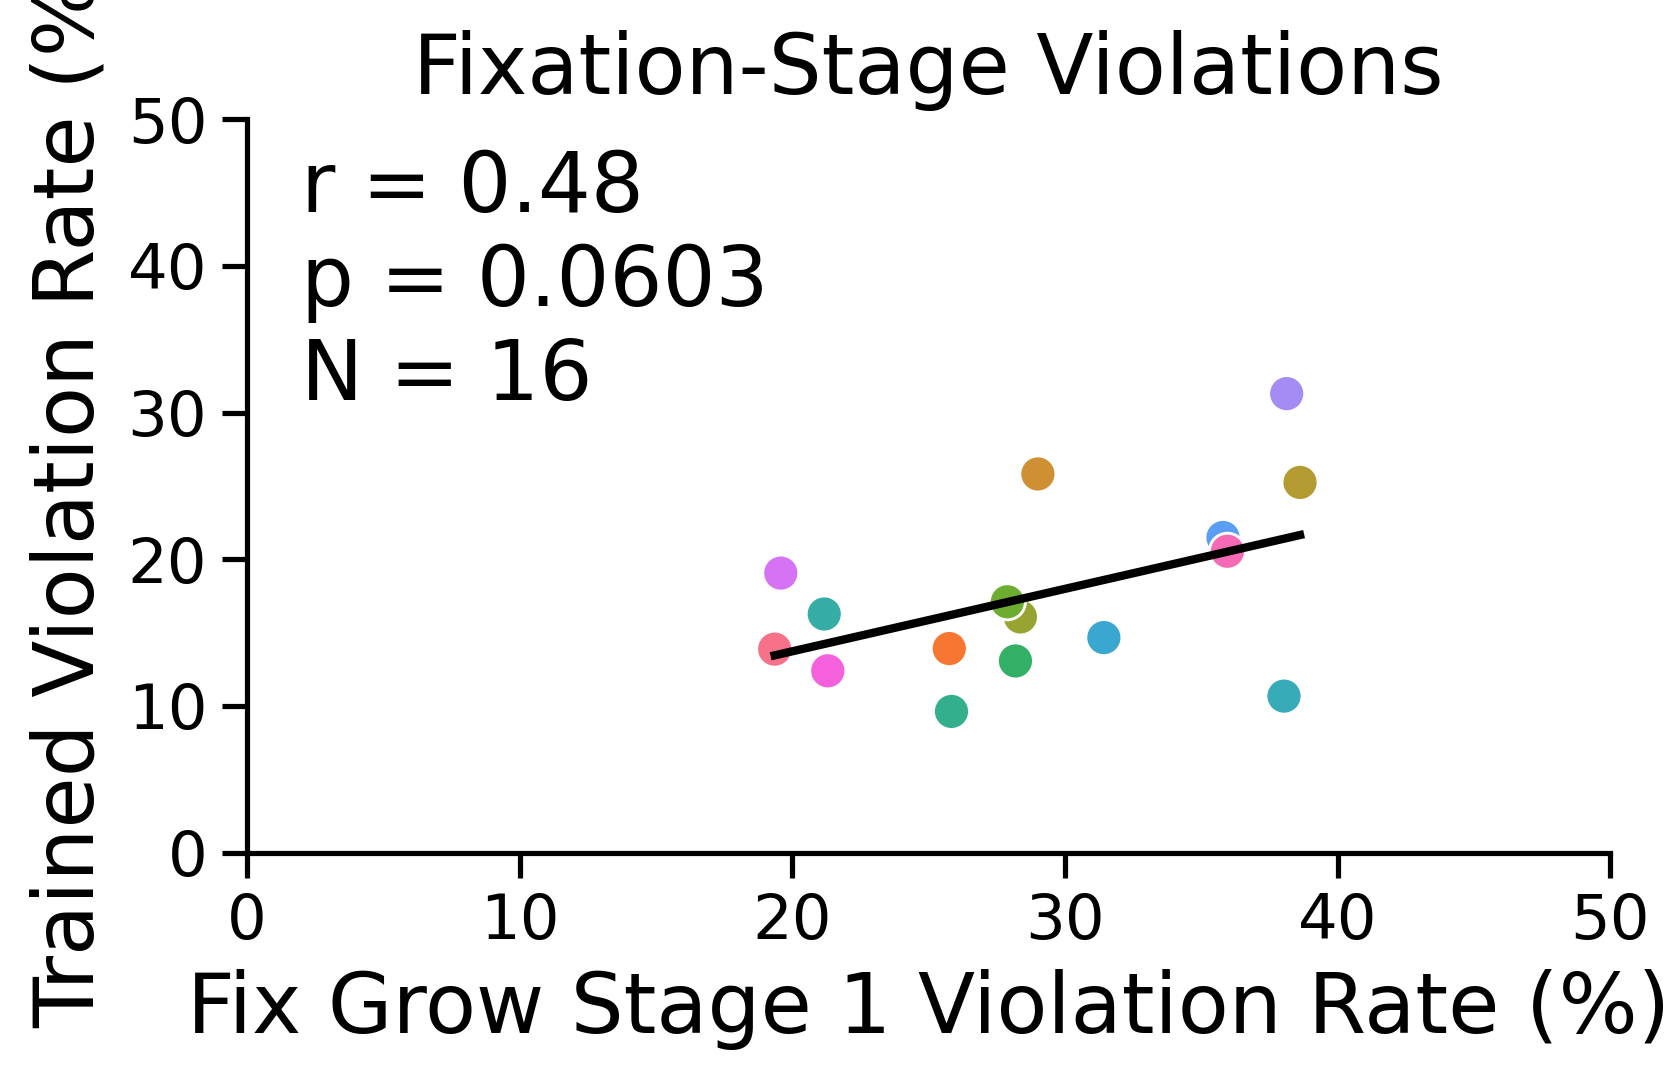 Fixation-Stage Violations
Trained Violation Rate (%
50
40
30
20
10
0
r = 0.48
p = 0.0603
N = 16
0 10 20 30 40 50
Fix Grow Stage 1 Violation Rate (%)